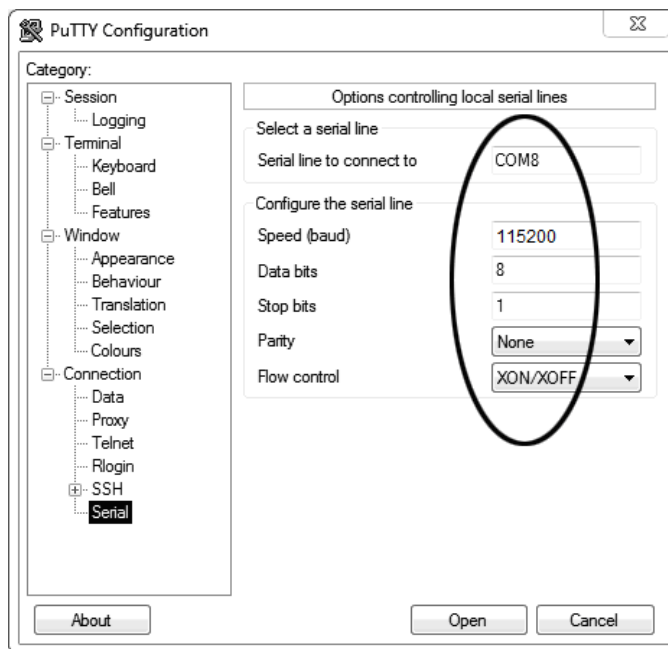 PuTTY Configuration
Category:
Session
Logging
Terminal
Keyboard
Bell
Features
Window
Appearance
Behaviour
Translation
Selection
Colours
Connection
Data
Proxy
Telnet
Rlogin
SSH
Serial
Options controlling local serial lines
Select a serial line
Serial line to connect to COM8
Configure the serial line
Speed (baud) 115200
Data bits 8
Stop bits 1
Parity None
Flow control XON/XOFF
About Open Cancel